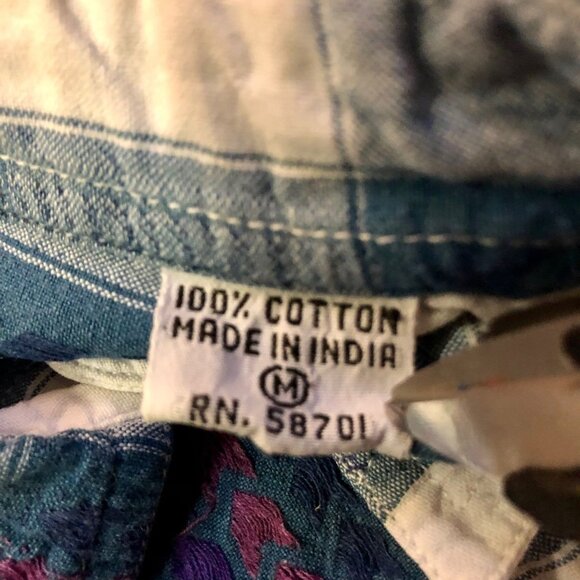 100% COTTON
MADE IN INDIA
M
RN. 58701